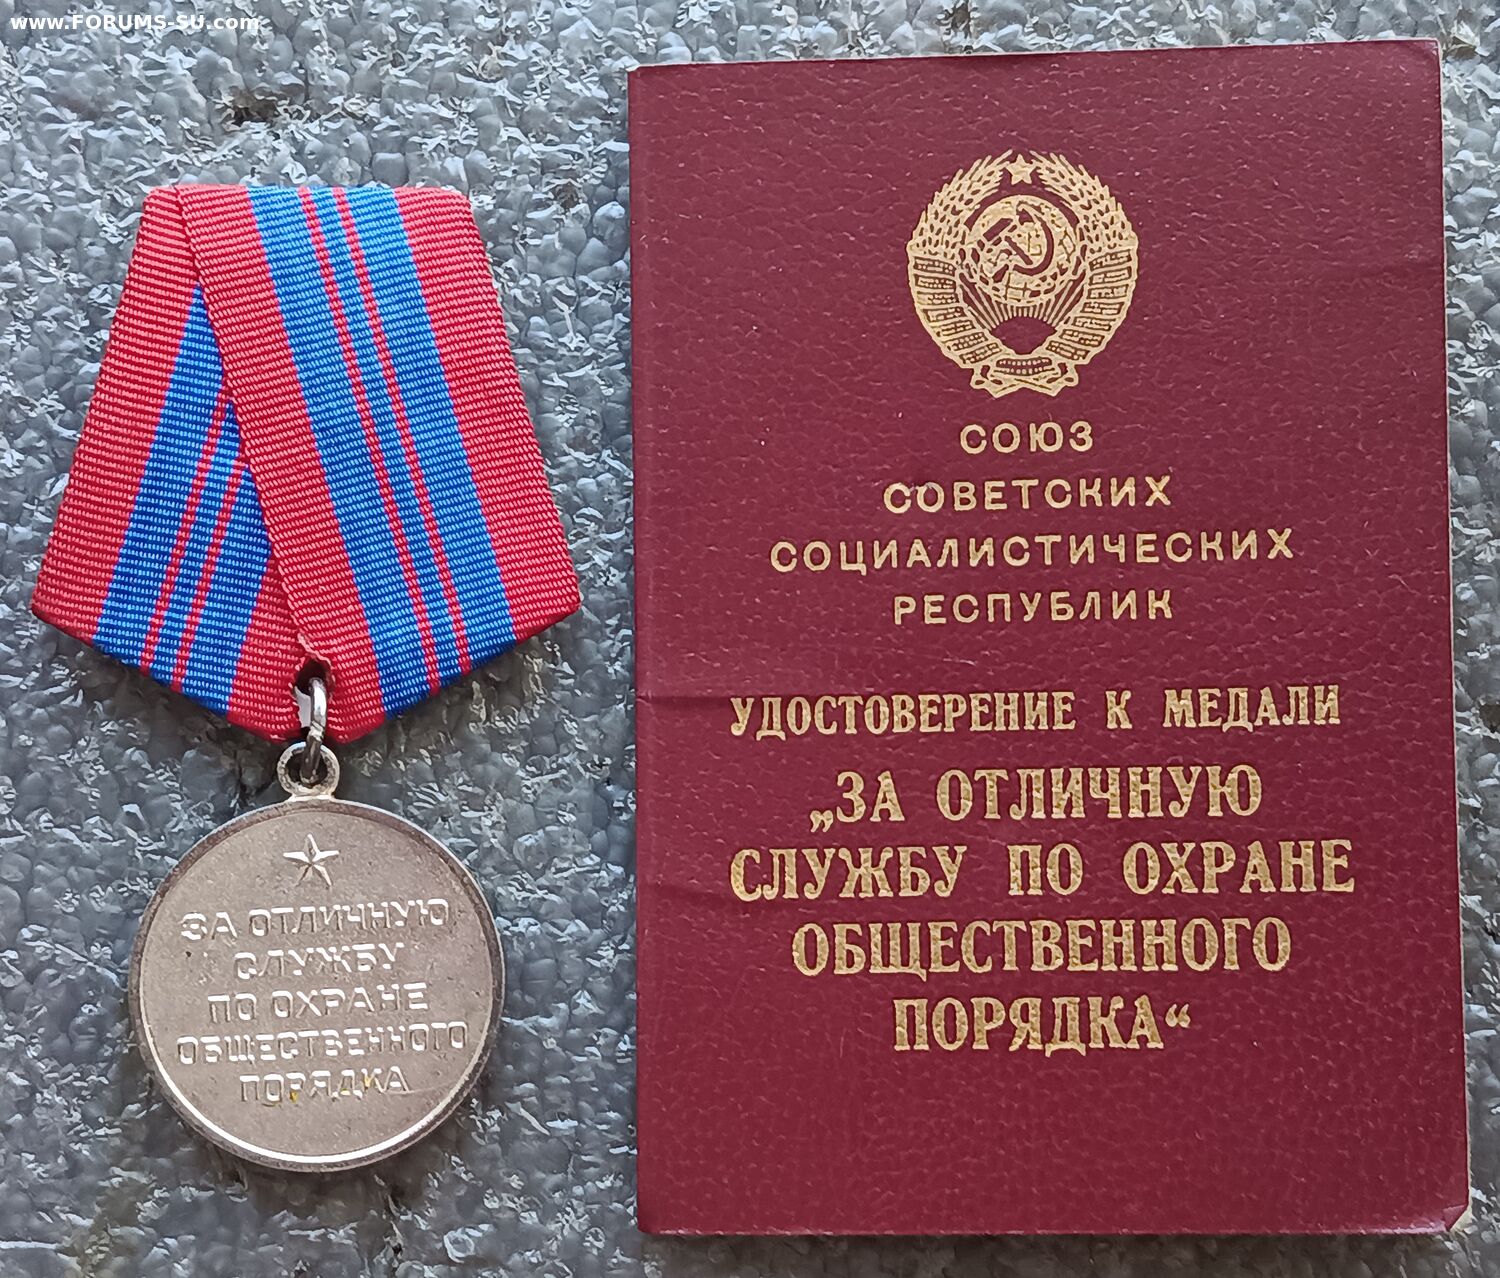 www.FORUMS-SU.com
ЗА ОТЛИЧНУЮ
СЛУЖБУ
ПО ОХРАНЕ
ОБЩЕСТВЕННОГО
ПОРЯДКА
СОЮЗ
СОВЕТСКИХ
СОЦИАЛИСТИЧЕСКИХ
РЕСПУБЛИК
УДОСТОВЕРЕНИЕ К МЕДАЛИ
„ЗА ОТЛИЧНУЮ
СЛУЖБУ ПО ОХРАНЕ
ОБЩЕСТВЕННОГО
ПОРЯДКА“